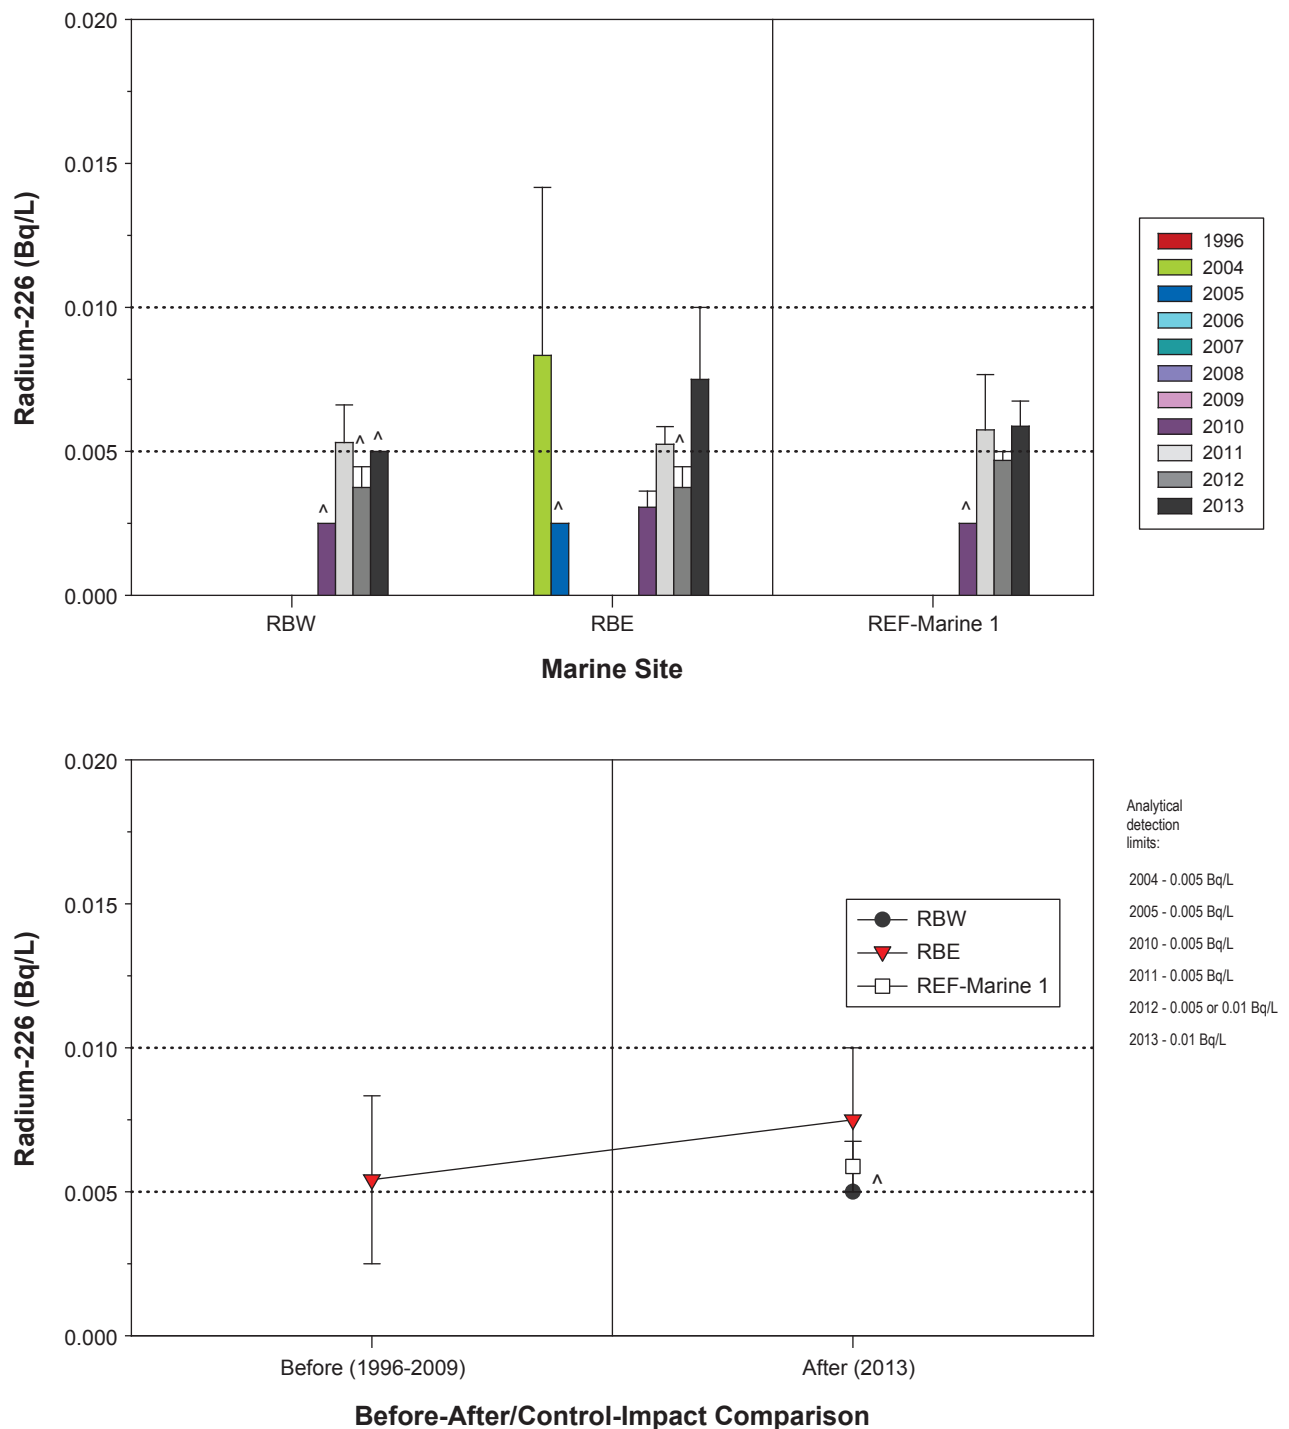 0.020
0.015
0.010
0.005
0.000
Radium-226 (Bq/L)
^
^
^
^
^
^
RBW
RBE
REF-Marine 1
Marine Site
1996
2004
2005
2006
2007
2008
2009
2010
2011
2012
2013
0.020
0.015
0.010
0.005
0.000
Radium-226 (Bq/L)
RBW
RBE
REF-Marine 1
^
Before (1996-2009)
After (2013)
Before-After/Control-Impact Comparison
Analytical
detection
limits:
2004 - 0.005 Bq/L
2005 - 0.005 Bq/L
2010 - 0.005 Bq/L
2011 - 0.005 Bq/L
2012 - 0.005 or 0.01 Bq/L
2013 - 0.01 Bq/L